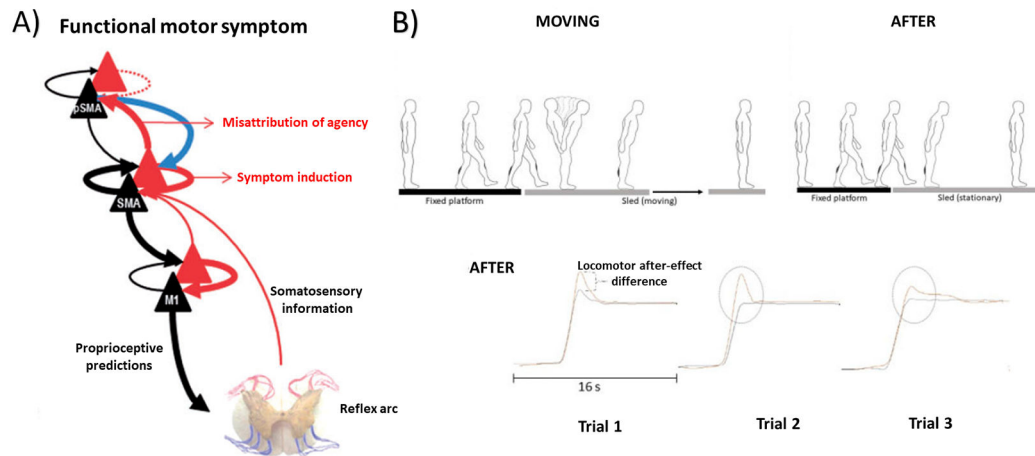 A)
Functional motor symptom
pSMA
Misattribution of agency
Symptom induction
SMA
M1
Somatosensory
information
Proprioceptive
predictions
Reflex arc
B)
MOVING
AFTER
Fixed platform
Sled (moving)
Fixed platform
Sled (stationary)
AFTER
Locomotor after-effect
difference
16 s
Trial 1
Trial 2
Trial 3